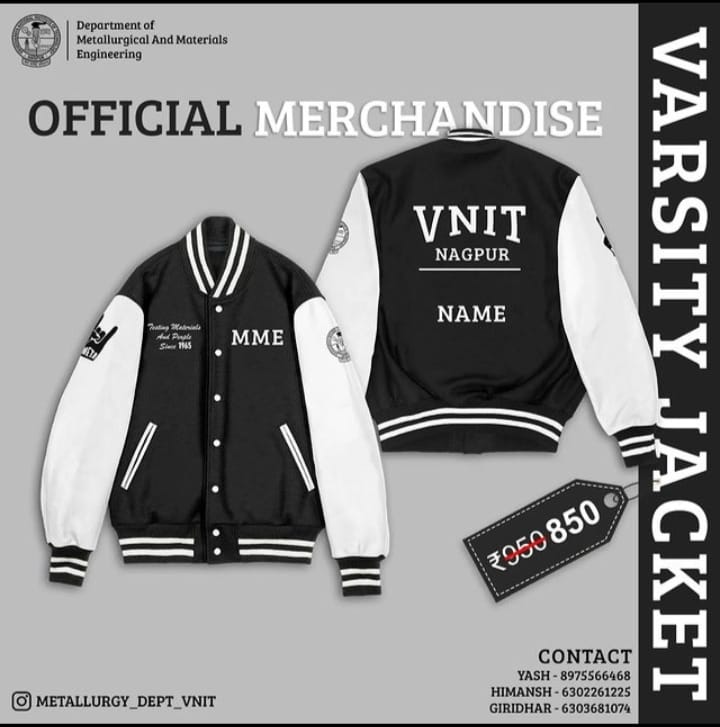 Department of
Metallurgical And Materials
Engineering
OFFICIAL MERCHANDISE
VARSITY JACKET
VNIT
NAGPUR
NAME
Testing Materials
And People
Since 1965
MME
META
₹950 850
CONTACT
YASH - 8975566468
HIMANSH - 6302261225
GIRIDHAR - 6303681074
METALLURGY_DEPT_VNIT